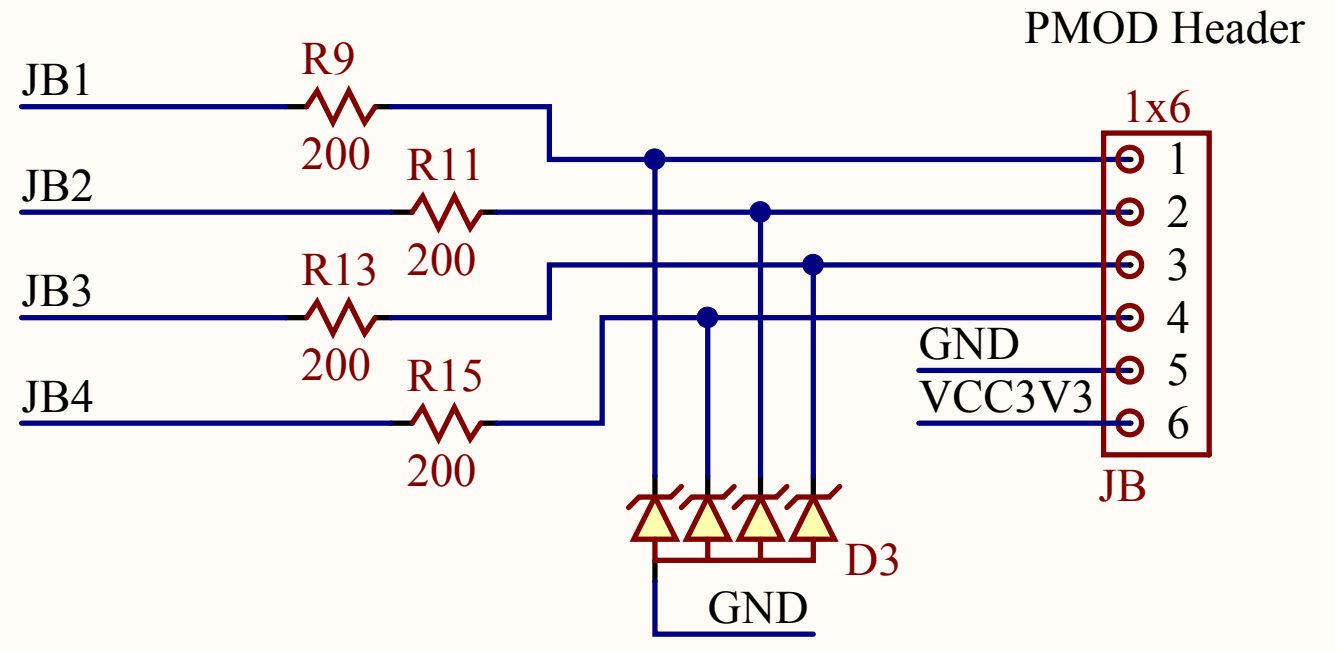 PMOD Header
JB1
R9
200
1x6
1
JB2
R11
200
2
JB3
R13
200
3
JB4
R15
200
4
GND
5
VCC3V3
6
JB
D3
GND